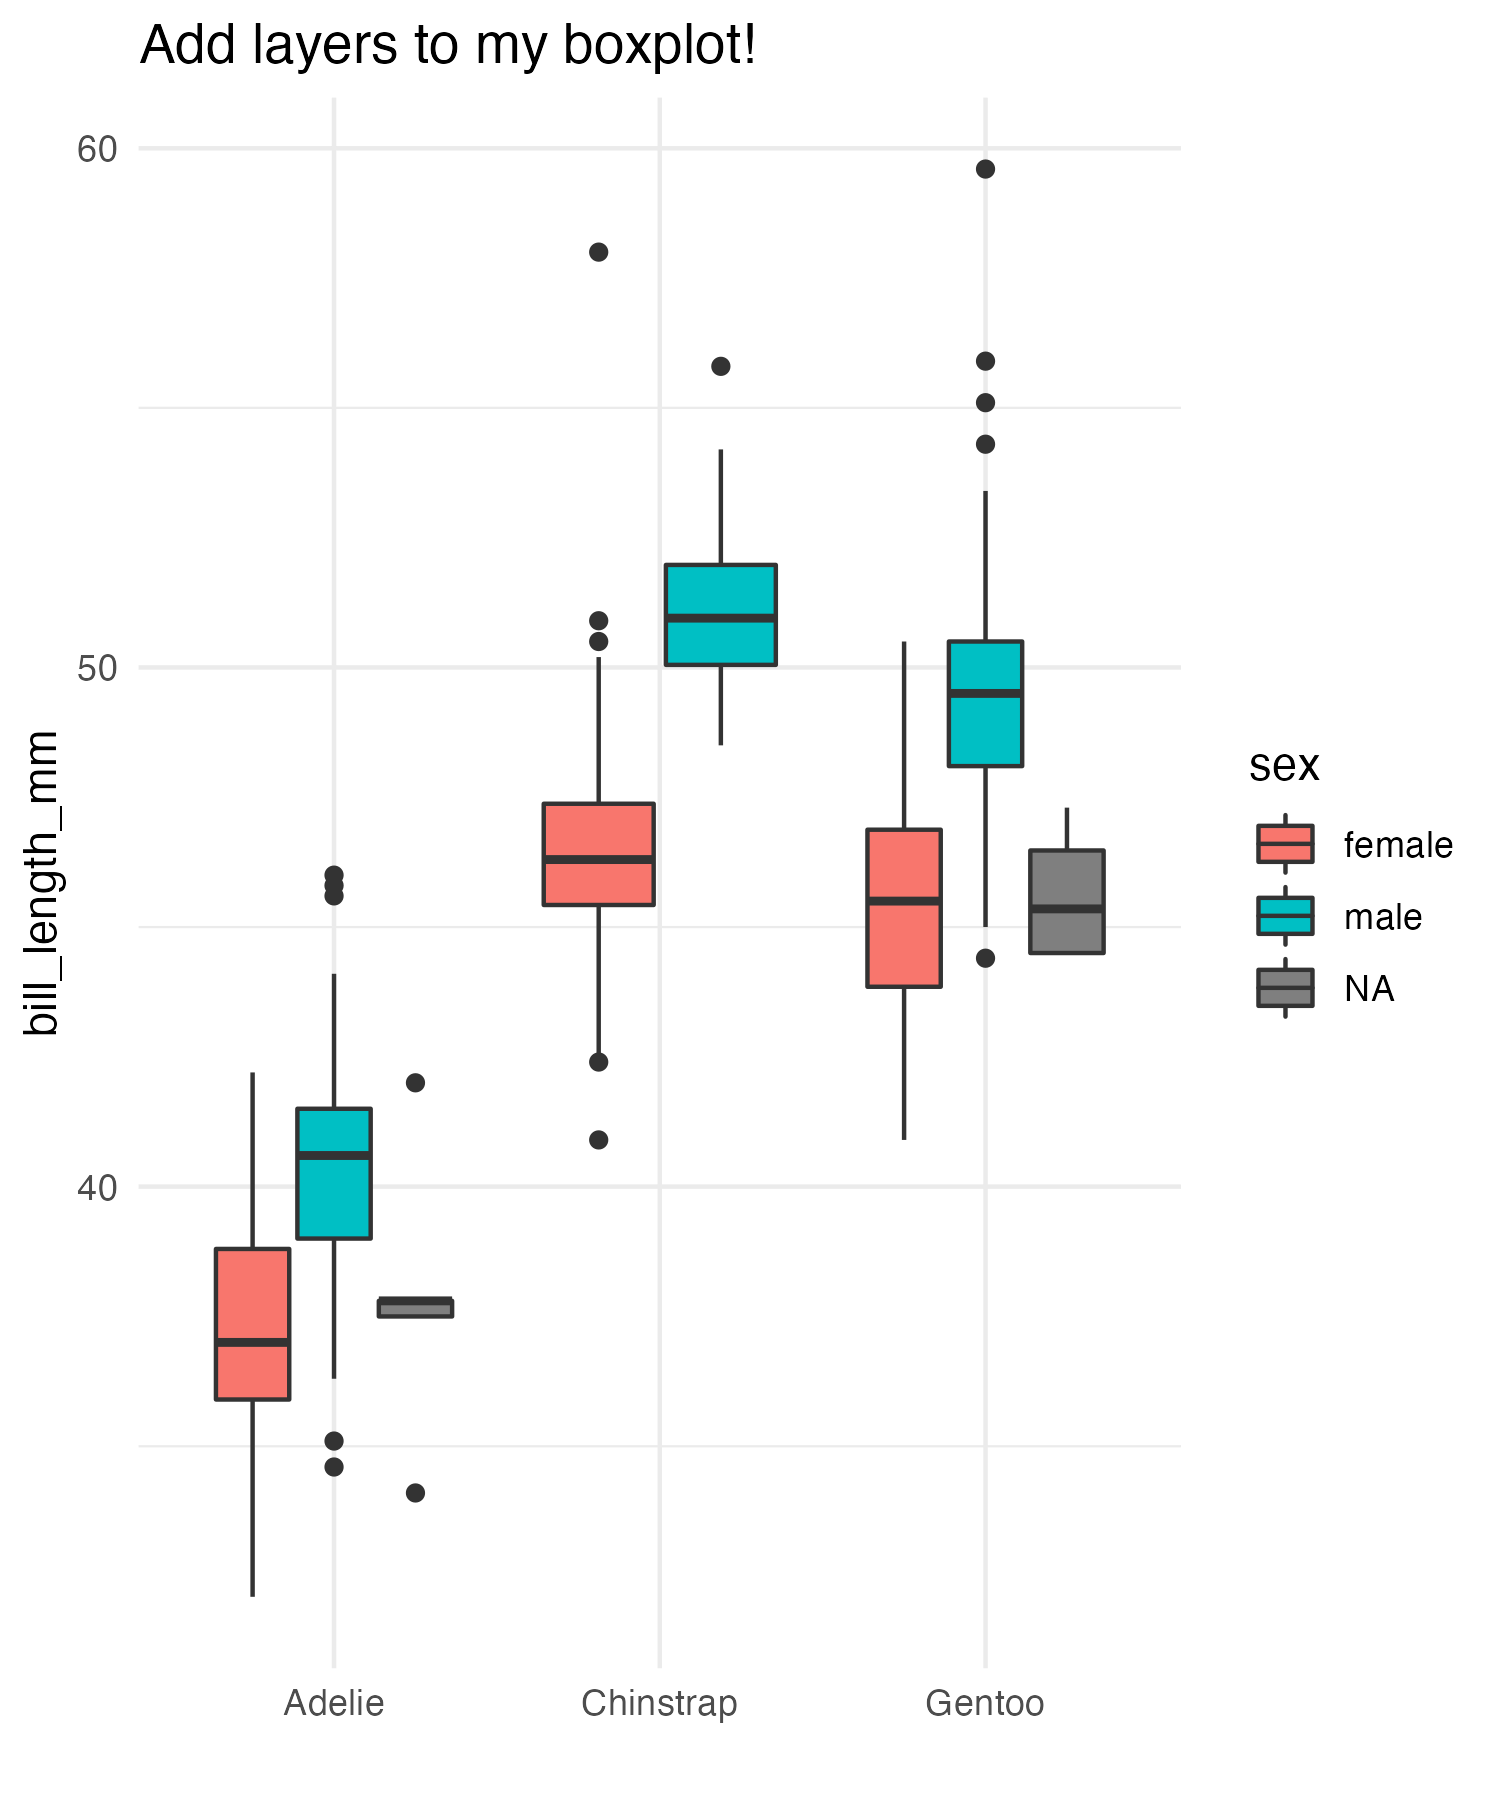 Add layers to my boxplot!
60
50
40
bill_length_mm
Adelie
Chinstrap
Gentoo
sex
female
male
NA